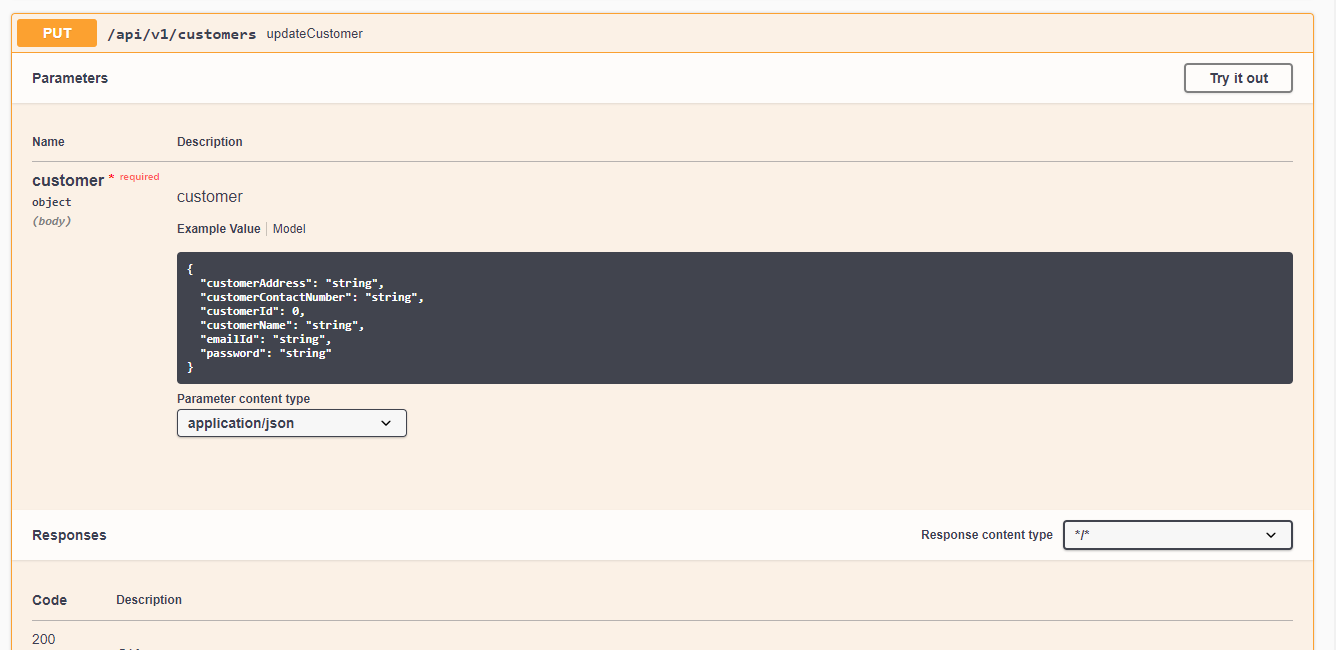 PUT /api/v1/customers updateCustomer
Parameters Try it out
Name Description
customer * required
object
(body)
customer
Example Value Model
{
"customerAddress": "string",
"customerContactNumber": "string",
"customerId": 0,
"customerName": "string",
"emailId": "string",
"password": "string"
}
Parameter content type
application/json
Responses Response content type */*
Code Description
200